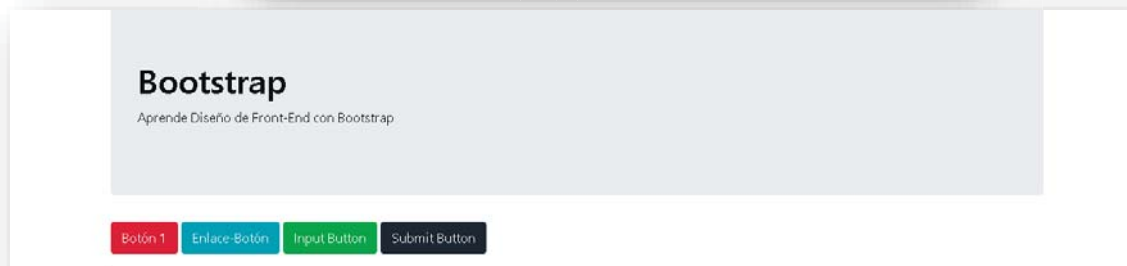 Bootstrap
Aprende Diseño de Front-End con Bootstrap
Botón 1 Enlace-Botón Input Button Submit Button